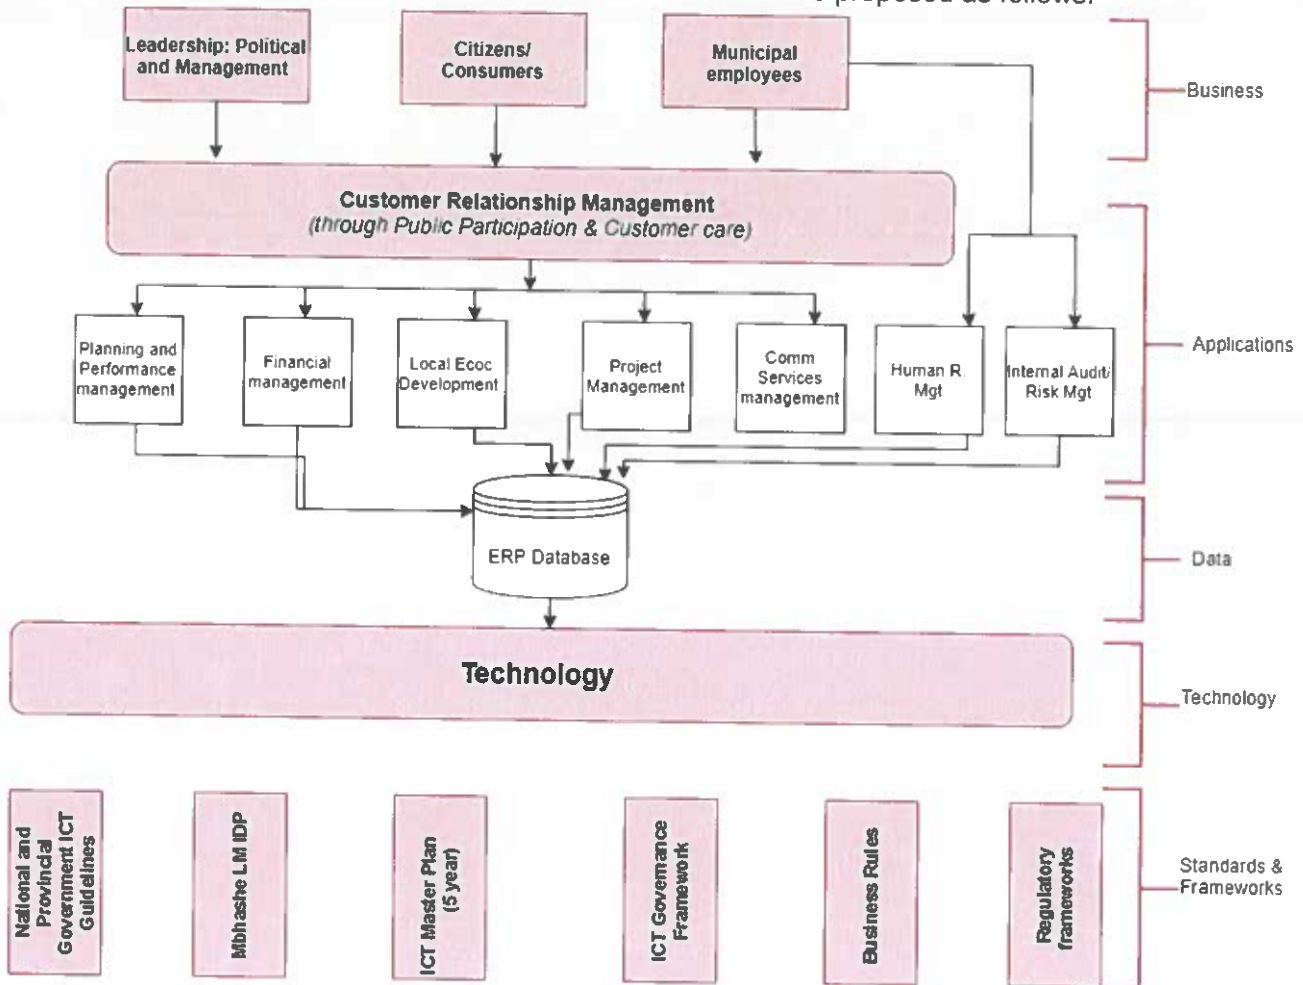 proposed as follows:
Leadership: Political
and Management
Citizens/
Consumers
Municipal
employees
Business
Customer Relationship Management
(through Public Participation & Customer care)
Planning and
Performance
management
Financial
management
Local Ecoc
Development
Project
Management
Comm
Services
management
Human R.
Mgt
Internal Audit/
Risk Mgt
Applications
ERP Database
Data
Technology
Technology
National and
Provincial
Government ICT
Guidelines
Mbhashe LM IDP
ICT Master Plan
(5 year)
ICT Governance
Framework
Business Rules
Regulatory
frameworks
Standards &
Frameworks